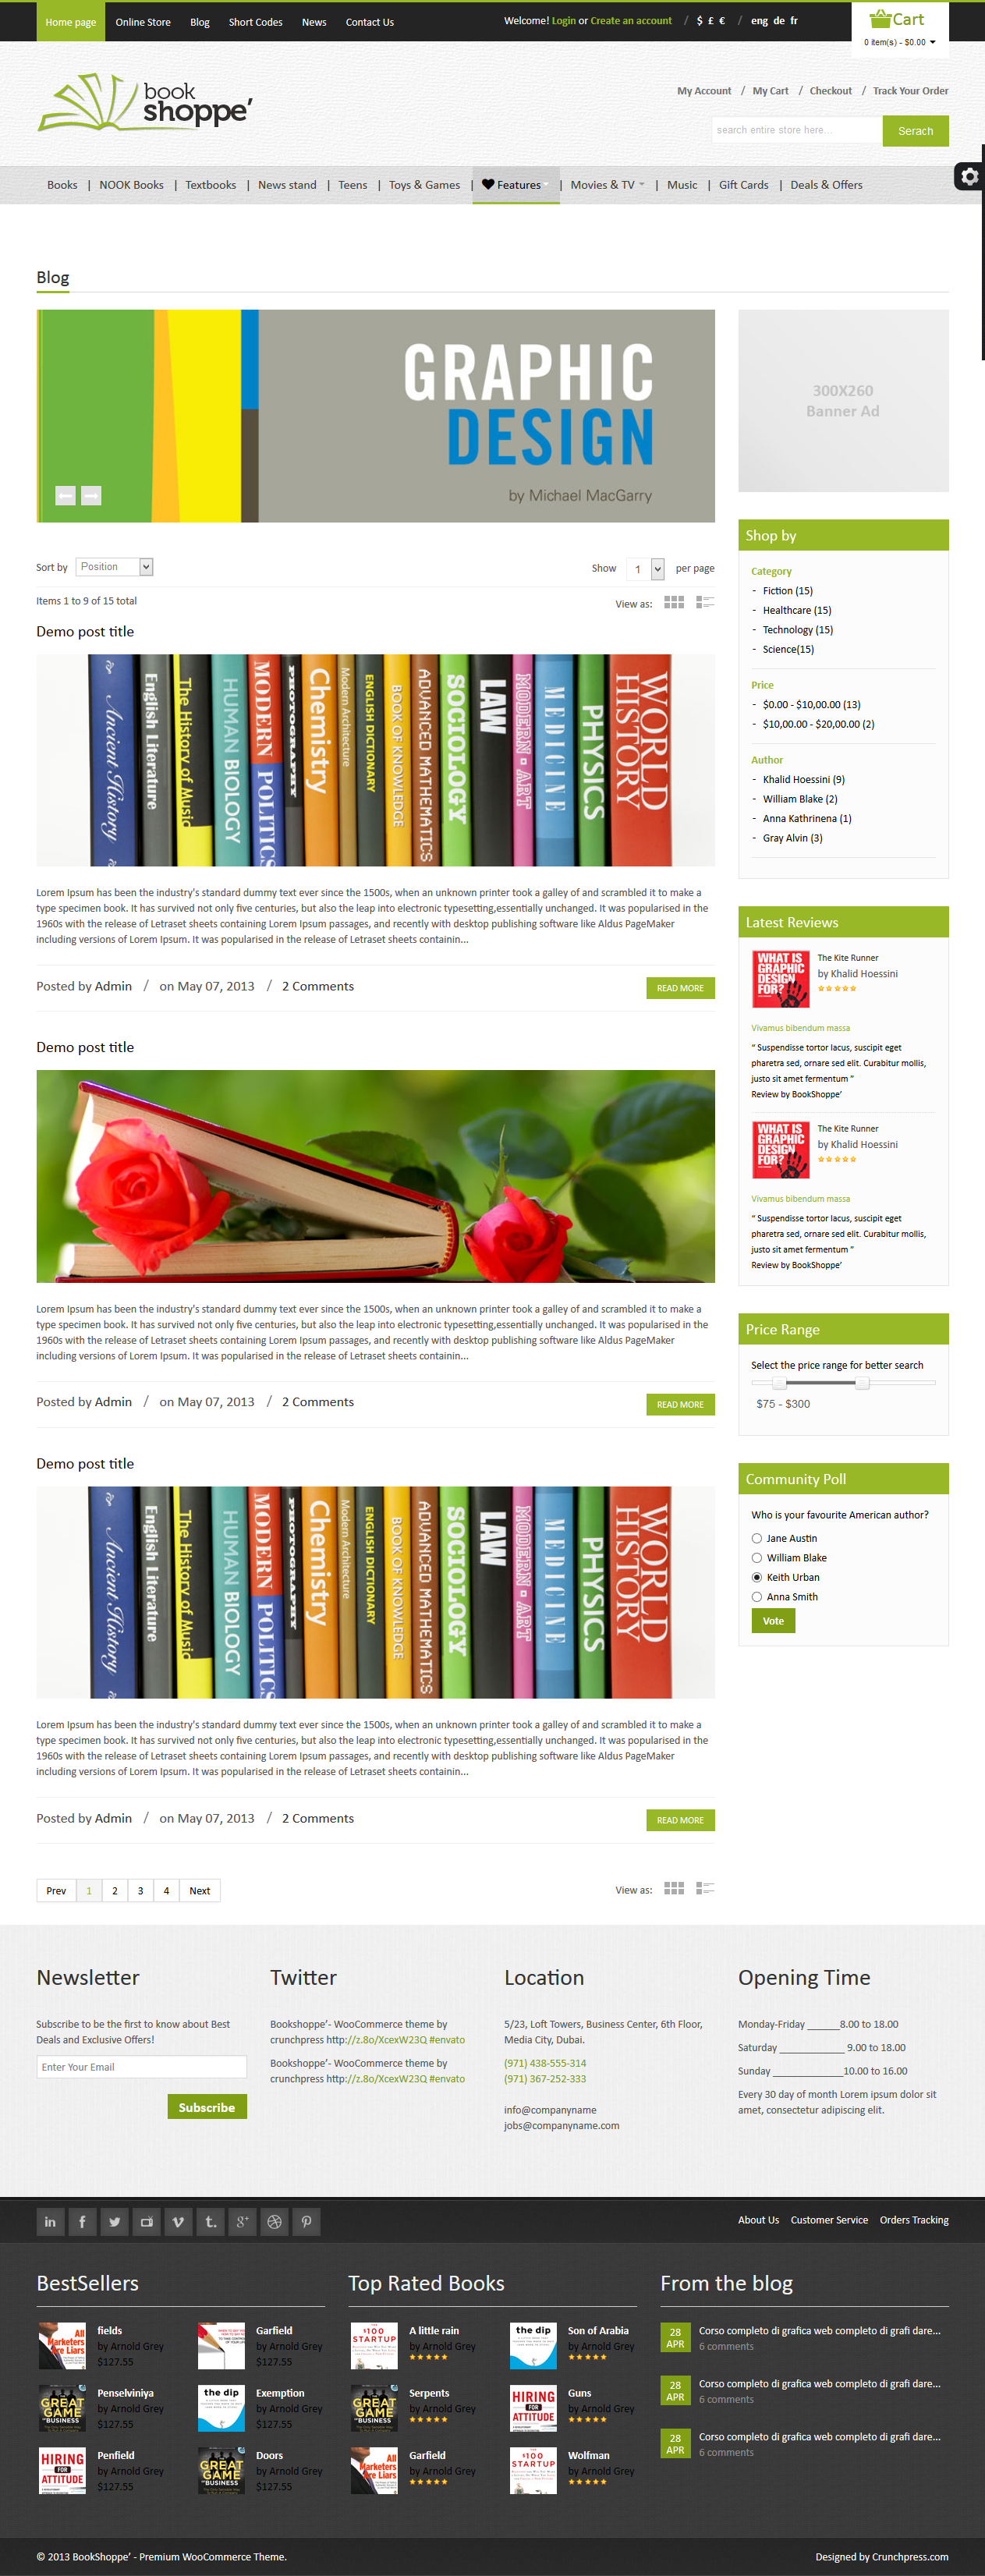 Home page Online Store Blog Short Codes News Contact Us Welcome! Login or Create an account / $ £ € / eng de fr Cart
0 item(s) - $0.00
book
shoppe’
My Account / My Cart / Checkout / Track Your Order
search entire store here... Serach
Books | NOOK Books | Textbooks | News stand | Teens | Toys & Games | Features | Movies & TV | Music | Gift Cards | Deals & Offers
Blog
GRAPHIC
DESIGN
by Michael MacGarry
300X260
Banner Ad
Sort by Position Show 1 per page
Items 1 to 9 of 15 total View as:
Demo post title
Ancient History
English Literature
The History of Music
HUMAN BIOLOGY
MODERN POLITICS
PHOTOGRAPHY
Chemistry
Modern Architecture
ENGLISH DICTIONARY
BOOK OF KNOWLEDGE
ADVANCED MATHEMATICS
SOCIOLOGY
LAW
MODERN ART
MEDICINE
PHYSICS
WORLD HISTORY
Lorem Ipsum has been the industry's standard dummy text ever since the 1500s, when an unknown printer took a galley of and scrambled it to make a
type specimen book. It has survived not only five centuries, but also the leap into electronic typesetting,essentially unchanged. It was popularised in the
1960s with the release of Letraset sheets containing Lorem Ipsum passages, and recently with desktop publishing software like Aldus PageMaker
including versions of Lorem Ipsum. It was popularised in the release of Letraset sheets containin...
Posted by Admin / on May 07, 2013 / 2 Comments READ MORE
Demo post title
Lorem Ipsum has been the industry's standard dummy text ever since the 1500s, when an unknown printer took a galley of and scrambled it to make a
type specimen book. It has survived not only five centuries, but also the leap into electronic typesetting,essentially unchanged. It was popularised in the
1960s with the release of Letraset sheets containing Lorem Ipsum passages, and recently with desktop publishing software like Aldus PageMaker
including versions of Lorem Ipsum. It was popularised in the release of Letraset sheets containin...
Posted by Admin / on May 07, 2013 / 2 Comments READ MORE
Demo post title
Ancient History
English Literature
The History of Music
HUMAN BIOLOGY
MODERN POLITICS
PHOTOGRAPHY
Chemistry
Modern Architecture
ENGLISH DICTIONARY
BOOK OF KNOWLEDGE
ADVANCED MATHEMATICS
SOCIOLOGY
LAW
MODERN ART
MEDICINE
PHYSICS
WORLD HISTORY
Lorem Ipsum has been the industry's standard dummy text ever since the 1500s, when an unknown printer took a galley of and scrambled it to make a
type specimen book. It has survived not only five centuries, but also the leap into electronic typesetting,essentially unchanged. It was popularised in the
1960s with the release of Letraset sheets containing Lorem Ipsum passages, and recently with desktop publishing software like Aldus PageMaker
including versions of Lorem Ipsum. It was popularised in the release of Letraset sheets containin...
Posted by Admin / on May 07, 2013 / 2 Comments READ MORE
Prev 1 2 3 4 Next View as:
Shop by
Category
- Fiction (15)
- Healthcare (15)
- Technology (15)
- Science(15)
Price
- $0.00 - $10,00.00 (13)
- $10,00.00 - $20,00.00 (2)
Author
- Khalid Hoessini (9)
- William Blake (2)
- Anna Kathrinena (1)
- Gray Alvin (3)
Latest Reviews
WHAT IS
GRAPHIC
DESIGN
FOR?
The Kite Runner
by Khalid Hoessini
Vivamus bibendum massa
“ Suspendisse tortor lacus, suscipit eget
pharetra sed, ornare sed elit. Curabitur mollis,
justo sit amet fermentum ”
Review by BookShoppe’
WHAT IS
GRAPHIC
DESIGN
FOR?
The Kite Runner
by Khalid Hoessini
Vivamus bibendum massa
“ Suspendisse tortor lacus, suscipit eget
pharetra sed, ornare sed elit. Curabitur mollis,
justo sit amet fermentum ”
Review by BookShoppe’
Price Range
Select the price range for better search
$75 - $300
Community Poll
Who is your favourite American author?
Jane Austin
William Blake
Keith Urban
Anna Smith
Vote
Newsletter
Subscribe to be the first to know about Best
Deals and Exclusive Offers!
Enter Your Email
Subscribe
Twitter
Bookshoppe’- WooCommerce theme by
crunchpress http://z.8o/XcexW23Q #envato
Bookshoppe’- WooCommerce theme by
crunchpress http://z.8o/XcexW23Q #envato
Location
5/23, Loft Towers, Business Center, 6th Floor,
Media City, Dubai.
(971) 438-555-314
(971) 367-252-333
info@companyname
jobs@companyname.com
Opening Time
Monday-Friday ______8.00 to 18.00
Saturday ____________ 9.00 to 18.00
Sunday _____________10.00 to 16.00
Every 30 day of month Lorem ipsum dolor sit
amet, consectetur adipiscing elit.
About Us Customer Service Orders Tracking
BestSellers
All
Marketers
Are Liars
fields
by Arnold Grey
$127.55
Garfield
by Arnold Grey
$127.55
GREAT
GAME
OF BUSINESS
Penselviniya
by Arnold Grey
$127.55
the dip
Exemption
by Arnold Grey
$127.55
HIRING
FOR
ATTITUDE
Penfield
by Arnold Grey
$127.55
GREAT
GAME
OF BUSINESS
Doors
by Arnold Grey
$127.55
Top Rated Books
$100
STARTUP
A little rain
by Arnold Grey
the dip
Son of Arabia
by Arnold Grey
GREAT
GAME
OF BUSINESS
Serpents
by Arnold Grey
HIRING
FOR
ATTITUDE
Guns
by Arnold Grey
All
Marketers
Are Liars
Garfield
by Arnold Grey
$100
STARTUP
Wolfman
by Arnold Grey
From the blog
28
APR
Corso completo di grafica web completo di grafi dare...
6 comments
28
APR
Corso completo di grafica web completo di grafi dare...
6 comments
28
APR
Corso completo di grafica web completo di grafi dare...
6 comments
© 2013 BookShoppe’ - Premium WooCommerce Theme. Designed by Crunchpress.com